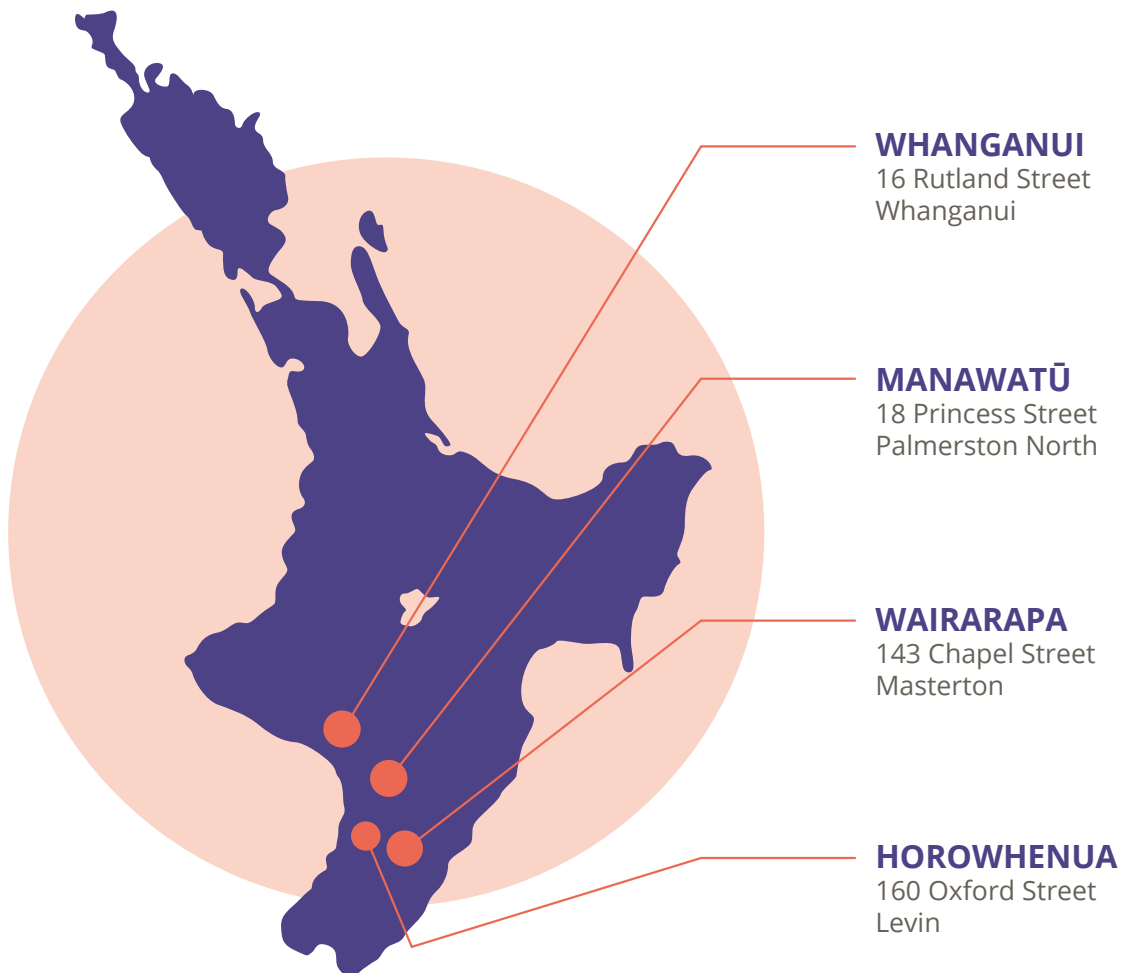 WHANGANUI
16 Rutland Street
Whanganui
MANAWATŪ
18 Princess Street
Palmerston North
WAIRARAPA
143 Chapel Street
Masterton
HOROWHENUA
160 Oxford Street
Levin